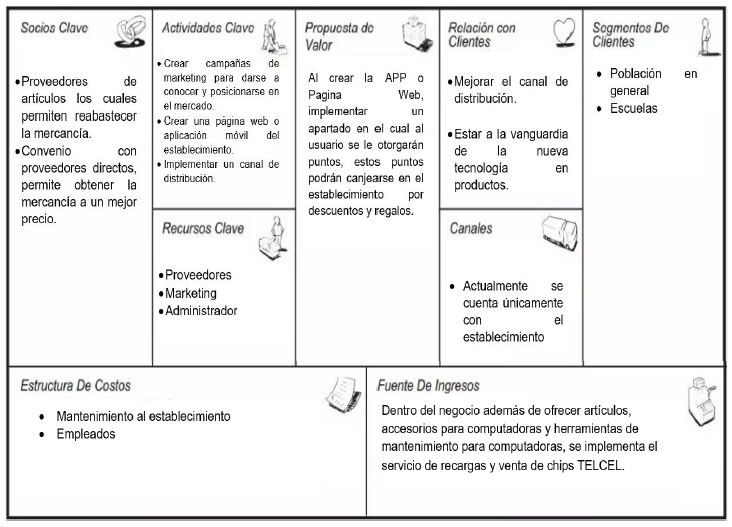 Socios Clave
•Proveedores de
artículos los cuales
permiten reabastecer
la mercancía.
•Convenio con
proveedores directos,
permite obtener la
mercancía a un mejor
precio.
Actividades Clave
•Crear campañas de
marketing para darse a
conocer y posicionarse en
el mercado.
•Crear una página web o
aplicación móvil del
establecimiento.
•Implementar un canal de
distribución.
Recursos Clave
•Proveedores
•Marketing
•Administrador
Propuesta de
Valor
Al crear la APP o
Pagina Web,
implementar un
apartado en el cual al
usuario se le otorgarán
puntos, estos puntos
podrán canjearse en el
establecimiento por
descuentos y regalos.
Relación con
Clientes
•Mejorar el canal de
distribución.
•Estar a la vanguardia
de la nueva
tecnología en
productos.
Canales
• Actualmente se
cuenta únicamente
con el
establecimiento
Segmentos De
Clientes
• Población en
general
• Escuelas
Estructura De Costos
• Mantenimiento al establecimiento
• Empleados
Fuente De Ingresos
Dentro del negocio además de ofrecer artículos,
accesorios para computadoras y herramientas de
mantenimiento para computadoras, se implementa el
servicio de recargas y venta de chips TELCEL.